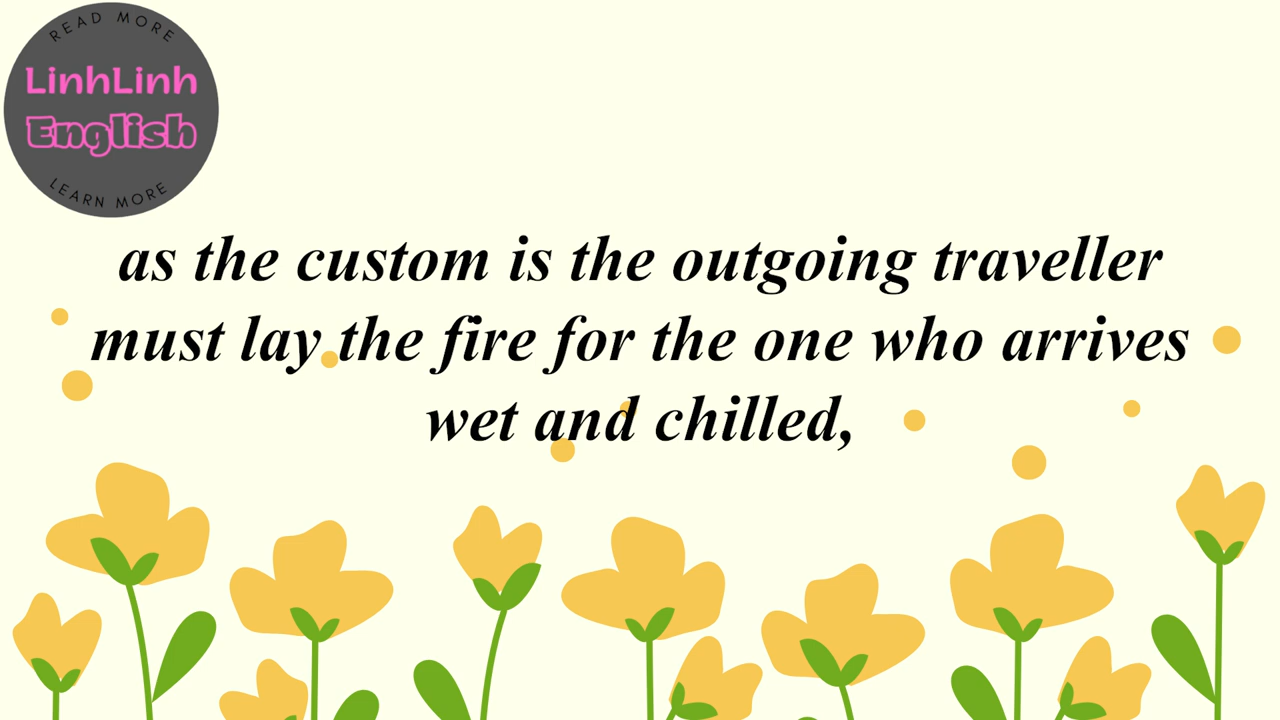 READ MORE
LinhLinh
English
LEARN MORE
as the custom is the outgoing traveller
must lay the fire for the one who arrives
wet and chilled,